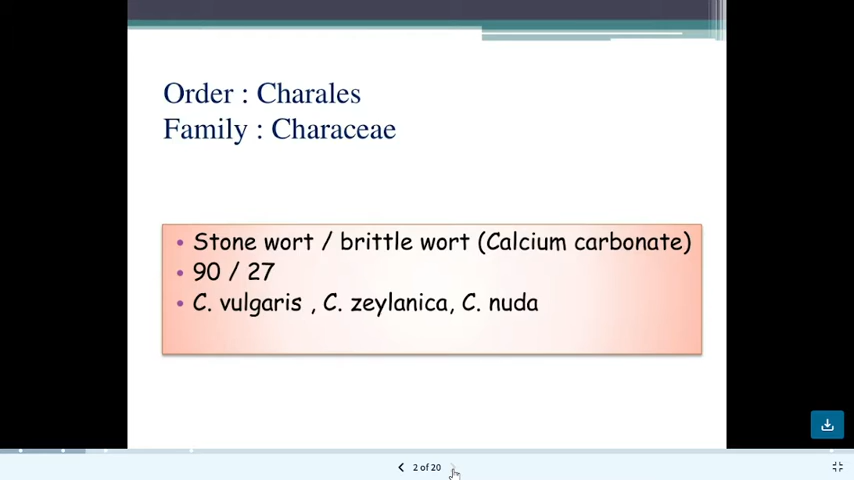 Order : Charales
Family : Characeae
• Stone wort / brittle wort (Calcium carbonate)
• 90 / 27
• C. vulgaris , C. zeylanica, C. nuda
2 of 20